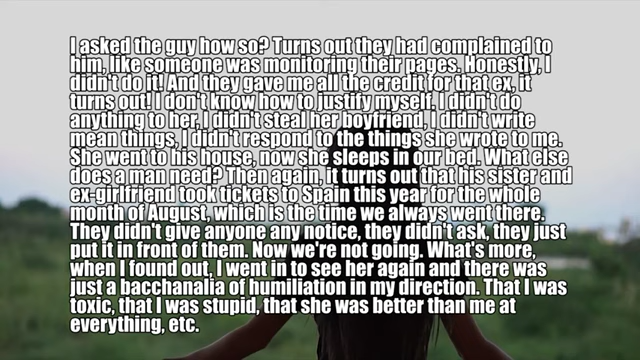 I asked the guy how so? Turns out they had complained to
him, like someone was monitoring their pages. Honestly, I
didn't do it! And they gave me all the credit for that ex, it
turns out! I don't know how to justify myself. I didn't do
anything to her, I didn't steal her boyfriend, I didn't write
mean things, I didn't respond to the things she wrote to me.
She went to his house, now she sleeps in our bed. What else
does a man need? Then again, it turns out that his sister and
ex-girlfriend took tickets to Spain this year for the whole
month of August, which is the time we always went there.
They didn't give anyone any notice, they didn't ask, they just
put it in front of them. Now we're not going. What's more,
when I found out, I went in to see her again and there was
just a bacchanalia of humiliation in my direction. That I was
toxic, that I was stupid, that she was better than me at
everything, etc.